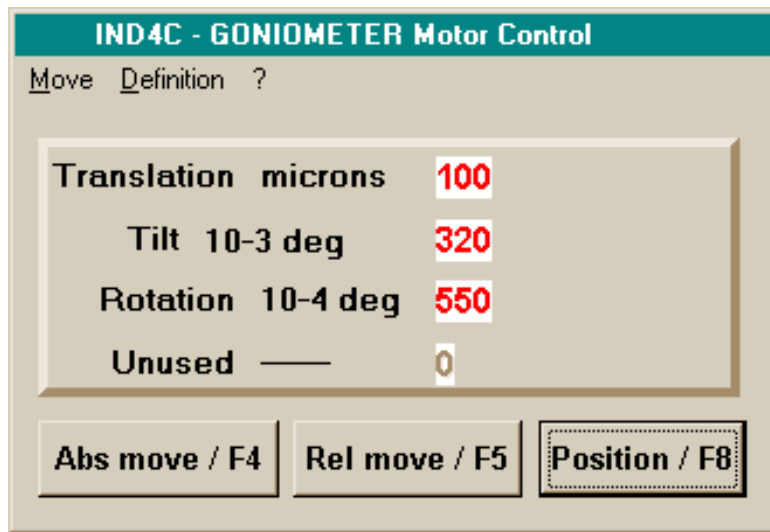 IND4C - GONIOMETER Motor Control
Move Definition ?
Translation microns 100
Tilt 10-3 deg 320
Rotation 10-4 deg 550
Unused —— 0
Abs move / F4 Rel move / F5 Position / F8